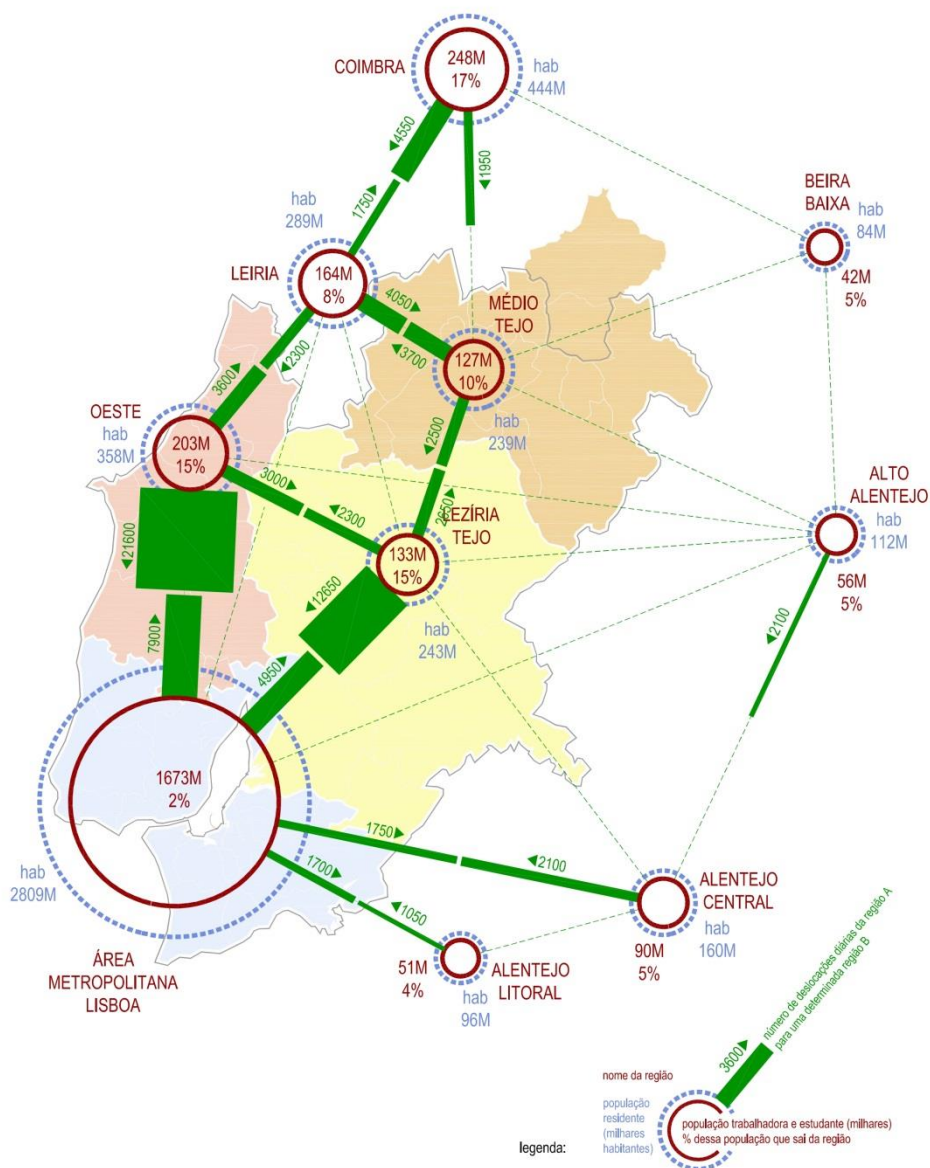 COIMBRA
248M
17%
hab
444M
◄4550
1750►
◄1950
hab
289M
LEIRIA
164M
8%
BEIRA
BAIXA
hab
84M
42M
5%
4050►
◄3700
MÉDIO
TEJO
127M
10%
hab
239M
3600►
◄2300
OESTE
hab
358M
203M
15%
3000►
◄2300
◄2500
2650►
LEZÍRIA
TEJO
133M
15%
hab
243M
ALTO
ALENTEJO
hab
112M
56M
5%
◄2100
◄21600
7900►
◄12650
4950►
1673M
2%
hab
2809M
ÁREA
METROPOLITANA
LISBOA
1750►
◄2100
1700►
◄1050
51M
4%
ALENTEJO
LITORAL
hab
96M
90M
5%
ALENTEJO
CENTRAL
hab
160M
legenda:
nome da região
população
residente
(milhares
habitantes)
população trabalhadora e estudante (milhares)
% dessa população que sai da região
3600►
número de deslocações diárias da região A
para uma determinada região B